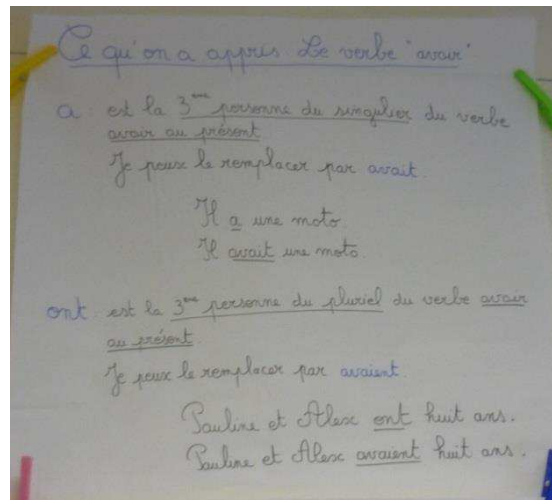 Ce qu'on a appris Le verbe "avoir"
a : est la 3ème personne du singulier du verbe
avoir au présent
Je peux le remplacer par avait.
Il a une moto.
Il avait une moto.
ont : est la 3ème personne du pluriel du verbe avoir
au présent.
Je peux le remplacer par avaient.
Pauline et Alex ont huit ans.
Pauline et Alex avaient huit ans.